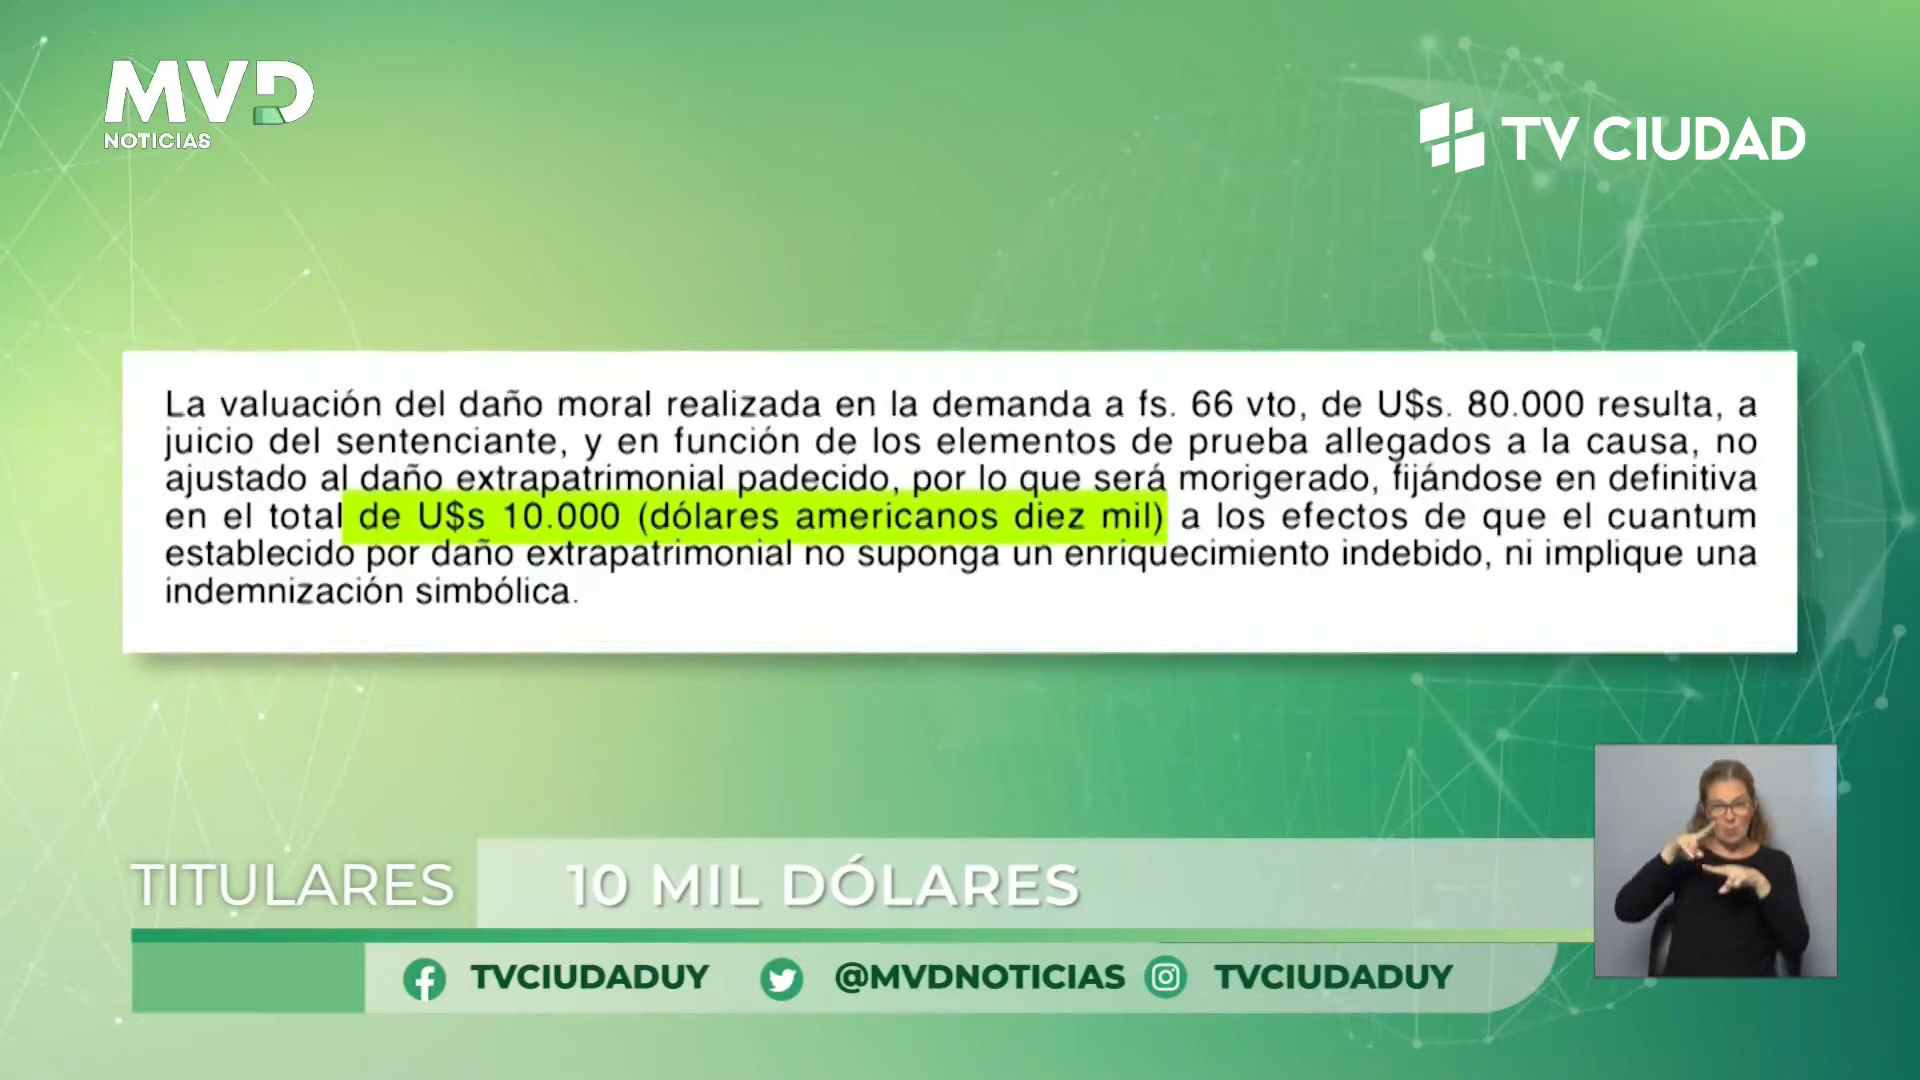 MVD
NOTICIAS
TV CIUDAD
La valuación del daño moral realizada en la demanda a fs. 66 vto, de U$s. 80.000 resulta, a
juicio del sentenciante, y en función de los elementos de prueba allegados a la causa, no
ajustado al daño extrapatrimonial padecido, por lo que será morigerado, fijándose en definitiva
en el total de U$s 10.000 (dólares americanos diez mil) a los efectos de que el cuantum
establecido por daño extrapatrimonial no suponga un enriquecimiento indebido, ni implique una
indemnización simbólica.
TITULARES 10 MIL DÓLARES
TVCIUDADUY @MVDNOTICIAS TVCIUDADUY